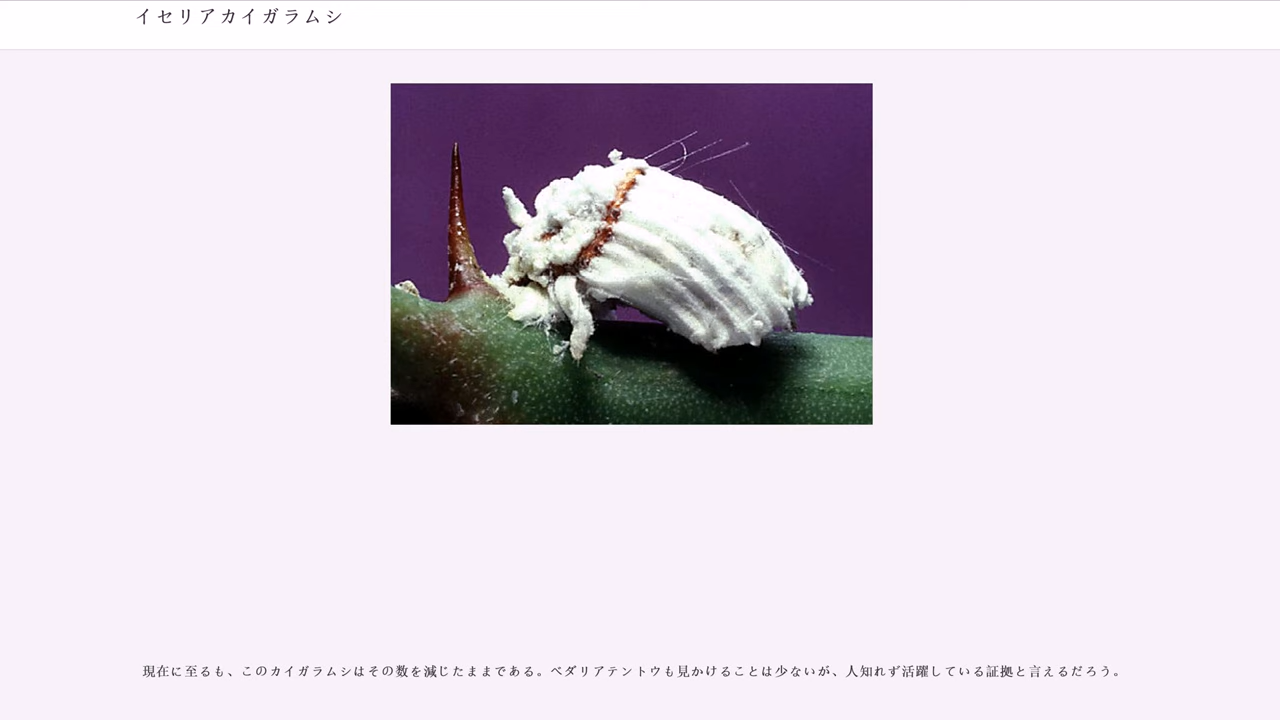 イセリアカイガラムシ
現在に至るも、このカイガラムシはその数を減じたままである。ベダリアテントウも見かけることは少ないが、人知れず活躍している証拠と言えるだろう。